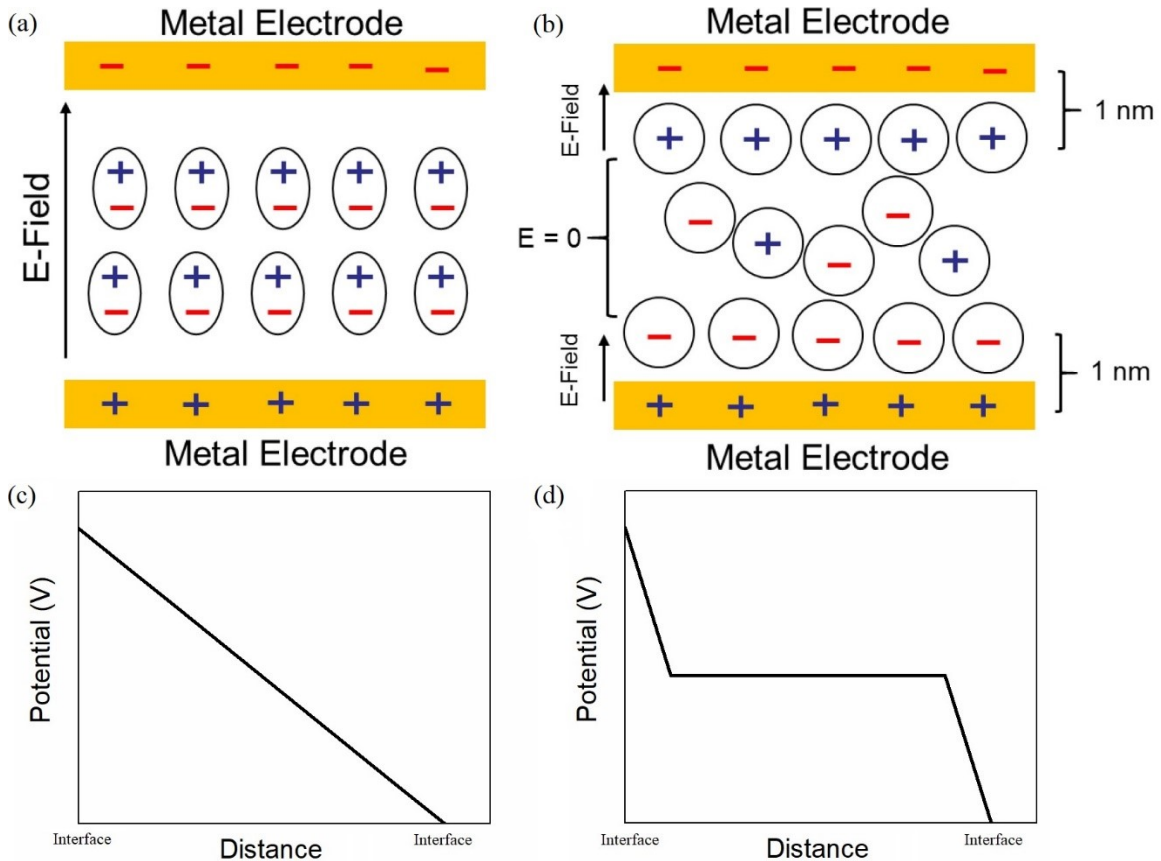 (a)
Metal Electrode
− − − − −
E-Field
+ + + + +
− − − − −
+ + + + +
− − − − −
+ + + + +
Metal Electrode
(b)
Metal Electrode
− − − − −
1 nm
E-Field
+ + + + +
E = 0
− + − − +
− − − − −
E-Field
1 nm
+ + + + +
Metal Electrode
(c)
Potential (V)
Interface
Distance
Interface
(d)
Potential (V)
Interface
Distance
Interface